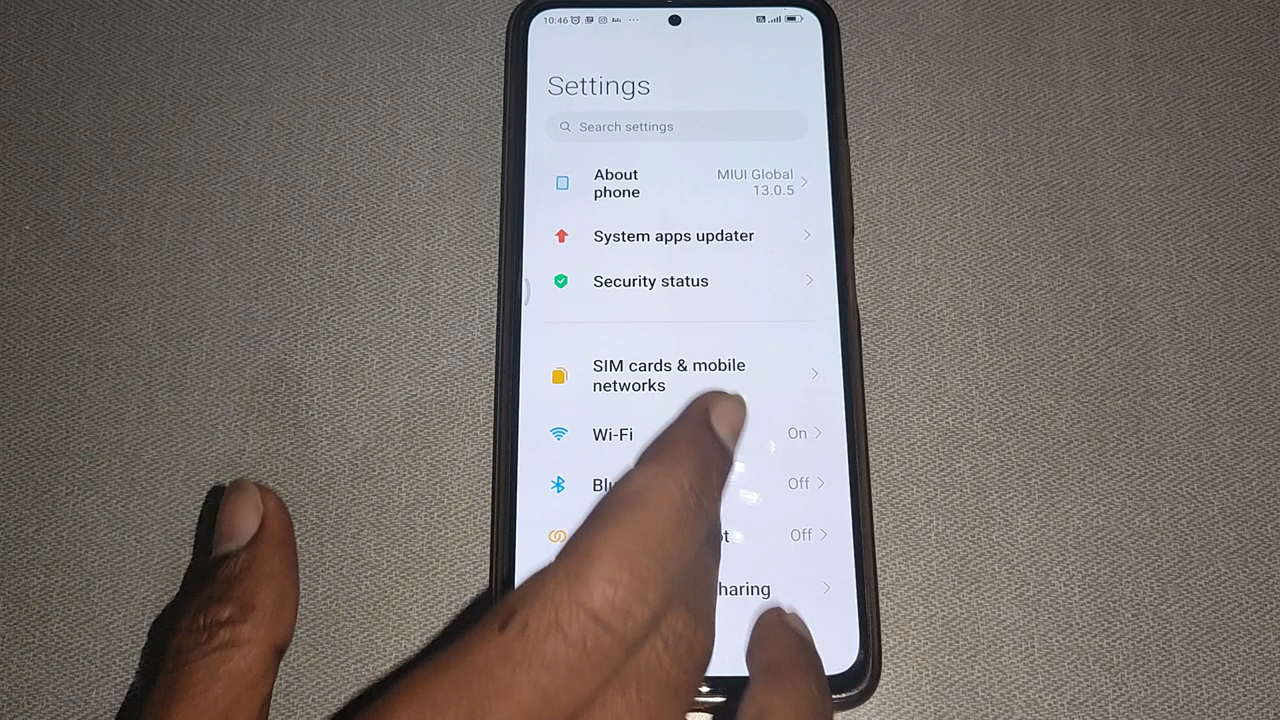 10:46
Settings
Search settings
About
phone
MIUI Global
13.0.5
System apps updater
Security status
SIM cards & mobile
networks
Wi-Fi
On
Off
Off